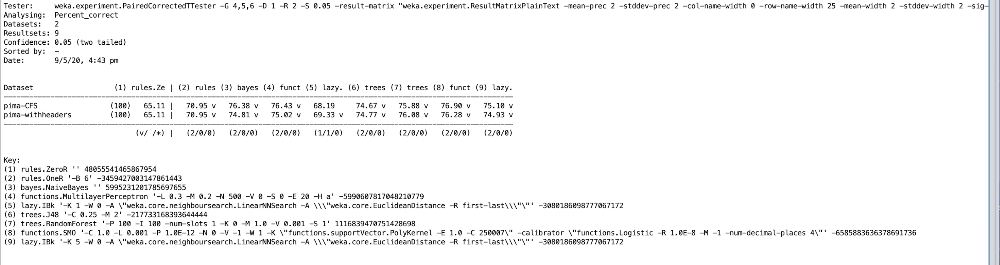 Tester:     weka.experiment.PairedCorrectedTTester -G 4,5,6 -D 1 -R 2 -S 0.05 -result-matrix "weka.experiment.ResultMatrixPlainText -mean-prec 2 -stddev-prec 2 -col-name-width 0 -row-name-width 25 -mean-width 2 -stddev-width 2 -sig-
Analysing:  Percent_correct
Datasets:   2
Resultsets: 9
Confidence: 0.05 (two tailed)
Sorted by:  -
Date:       9/5/20, 4:43 pm
Dataset                   (1) rules.Ze | (2) rules (3) bayes (4) funct (5) lazy. (6) trees (7) trees (8) funct (9) lazy.
------------------------------------------------------------------------------------------------------------------------
pima-CFS                 (100)   65.11 |   70.95 v   76.38 v   76.43 v   68.19     74.67 v   75.88 v   76.90 v   75.10 v
pima-withheaders         (100)   65.11 |   70.95 v   74.81 v   75.02 v   69.33 v   74.77 v   76.08 v   76.28 v   74.93 v
------------------------------------------------------------------------------------------------------------------------
                               (v/ /*) |   (2/0/0)   (2/0/0)   (2/0/0)   (1/1/0)   (2/0/0)   (2/0/0)   (2/0/0)   (2/0/0)
Key:
(1) rules.ZeroR '' 48055541465867954
(2) rules.OneR '-B 6' -3459427003147861443
(3) bayes.NaiveBayes '' 5995231201785697655
(4) functions.MultilayerPerceptron '-L 0.3 -M 0.2 -N 500 -V 0 -S 0 -E 20 -H a' -5990607817048210779
(5) lazy.IBk '-K 1 -W 0 -A \"weka.core.neighboursearch.LinearNNSearch -A \\\"weka.core.EuclideanDistance -R first-last\\\"\"' -3080186098777067172
(6) trees.J48 '-C 0.25 -M 2' -217733168393644444
(7) trees.RandomForest '-P 100 -I 100 -num-slots 1 -K 0 -M 1.0 -V 0.001 -S 1' 1116839470751428698
(8) functions.SMO '-C 1.0 -L 0.001 -P 1.0E-12 -N 0 -V -1 -W 1 -K \"functions.supportVector.PolyKernel -E 1.0 -C 250007\" -calibrator \"functions.Logistic -R 1.0E-8 -M -1 -num-decimal-places 4\"' -6585883636378691736
(9) lazy.IBk '-K 5 -W 0 -A \"weka.core.neighboursearch.LinearNNSearch -A \\\"weka.core.EuclideanDistance -R first-last\\\"\"' -3080186098777067172